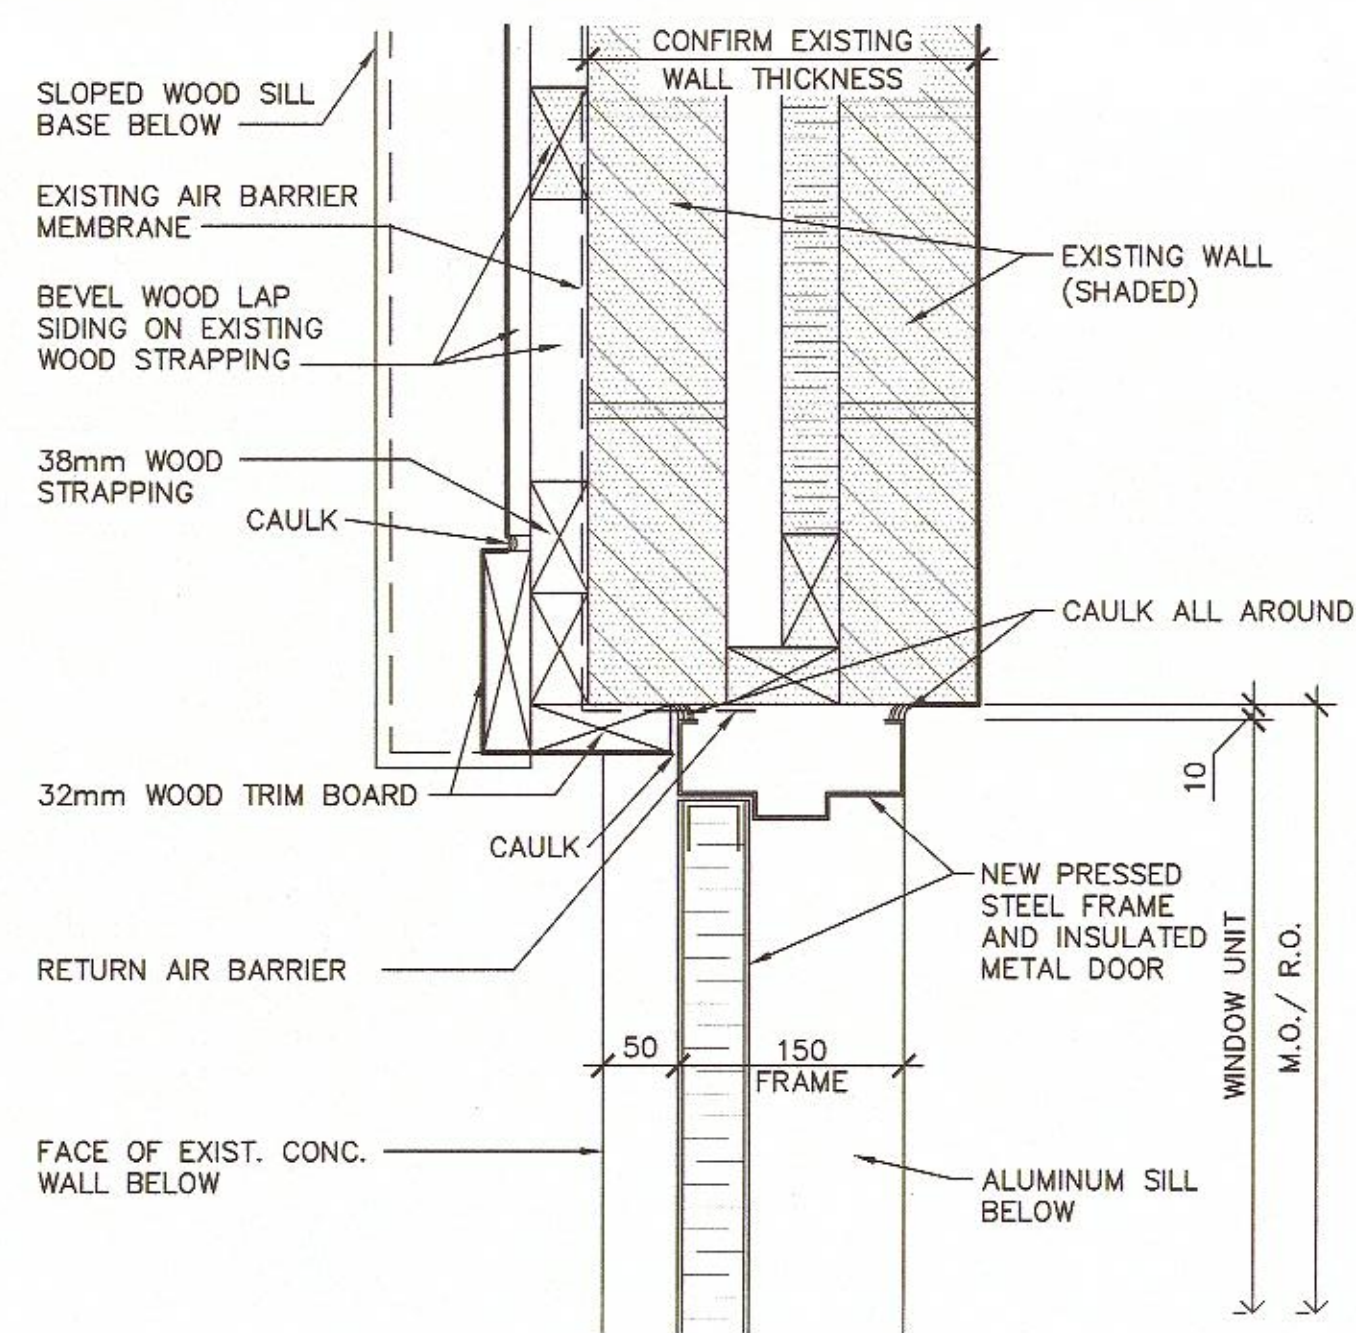 CONFIRM EXISTING
WALL THICKNESS
SLOPED WOOD SILL
BASE BELOW
EXISTING AIR BARRIER
MEMBRANE
BEVEL WOOD LAP
SIDING ON EXISTING
WOOD STRAPPING
EXISTING WALL
(SHADED)
38mm WOOD
STRAPPING
CAULK
CAULK ALL AROUND
32mm WOOD TRIM BOARD
10
CAULK
NEW PRESSED
STEEL FRAME
AND INSULATED
METAL DOOR
RETURN AIR BARRIER
WINDOW UNIT
M.O./ R.O.
50
150
FRAME
FACE OF EXIST. CONC.
WALL BELOW
ALUMINUM SILL
BELOW